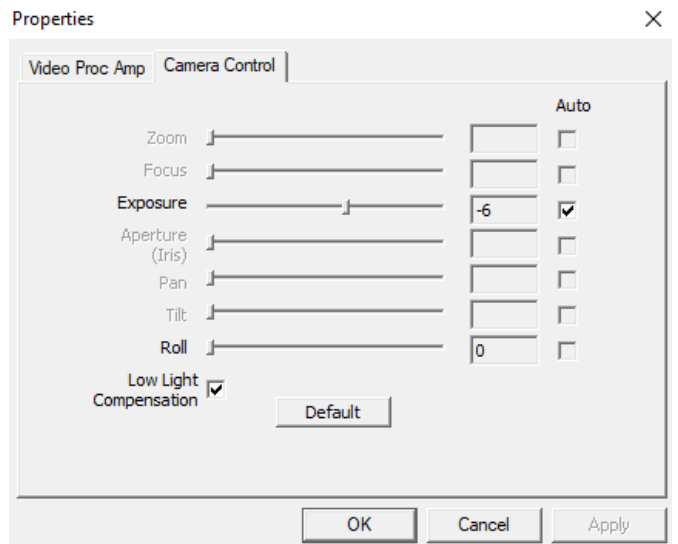 Properties
Video Proc Amp
Camera Control
Auto
Zoom
Focus
Exposure
-6
Aperture
(Iris)
Pan
Tilt
Roll
0
Low Light
Compensation
Default
OK
Cancel
Apply